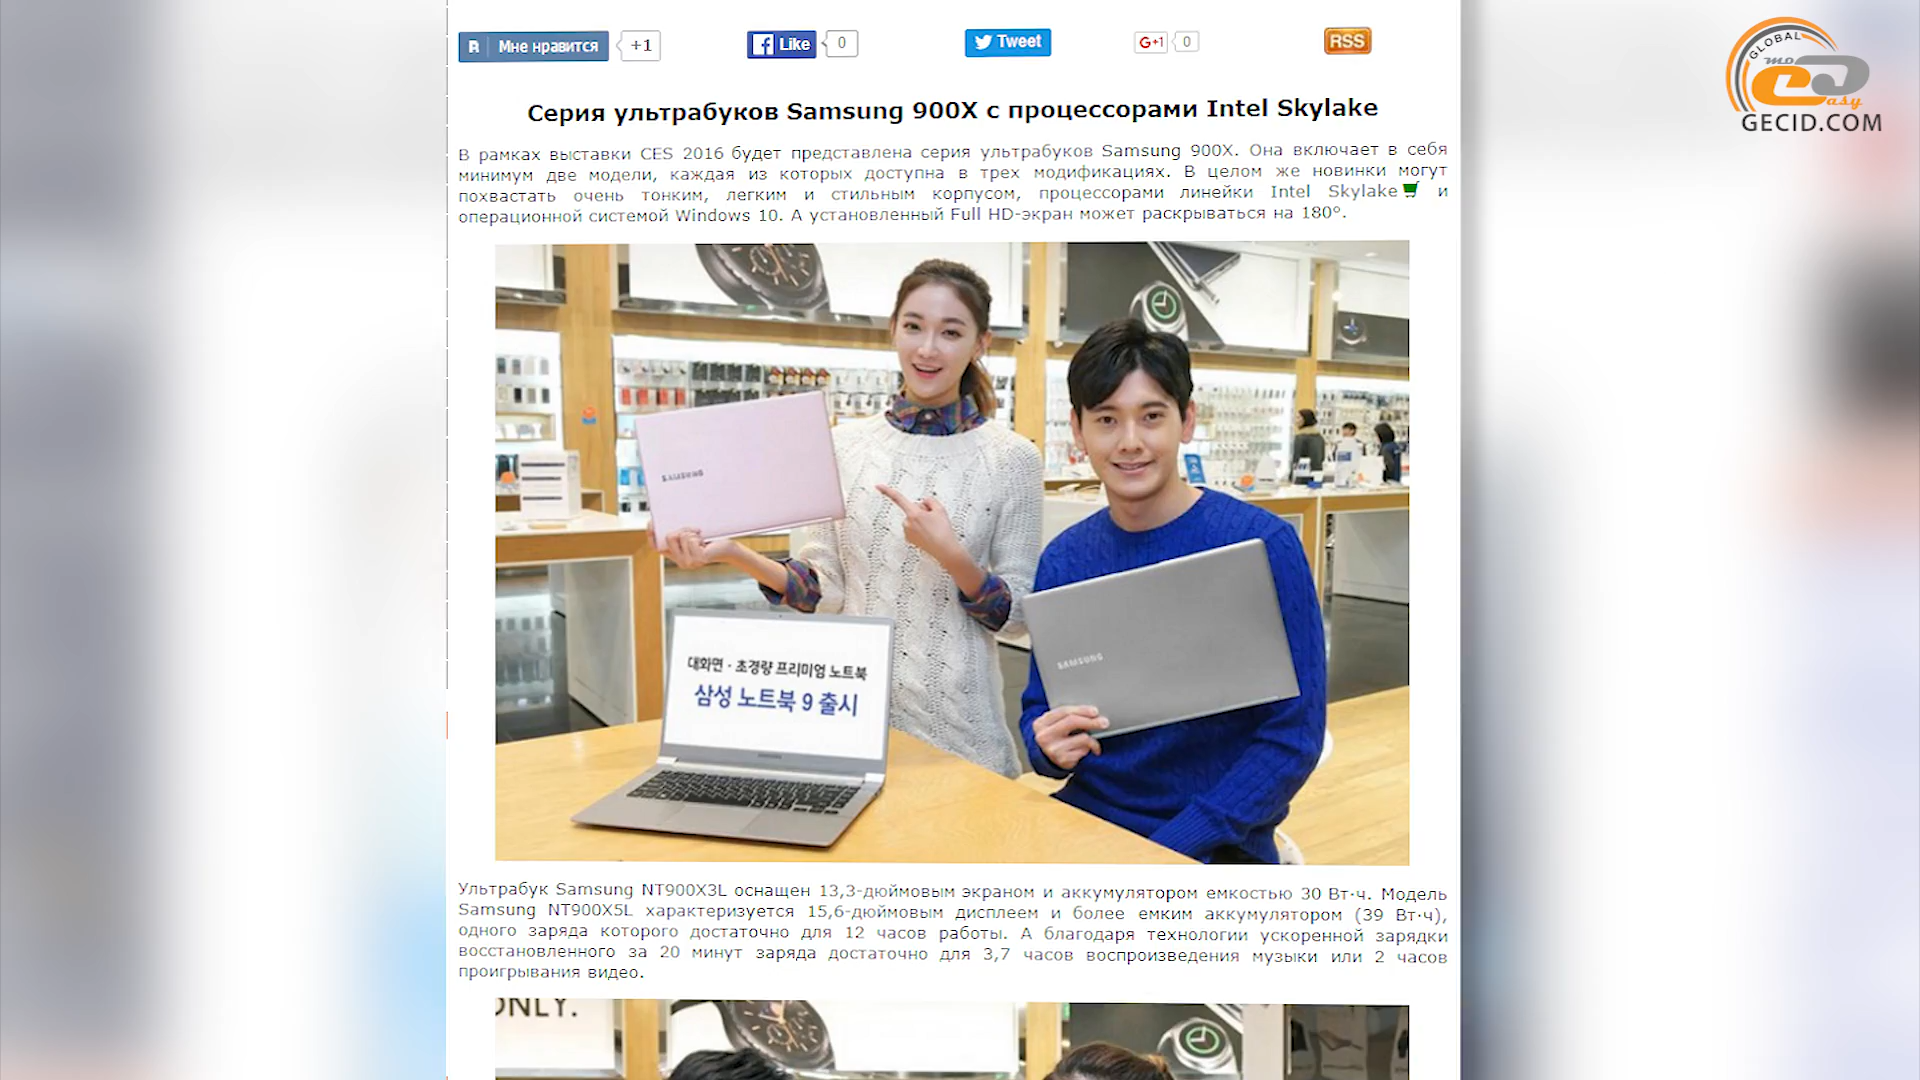 Мне нравится
+1
Like
0
Tweet
G+1
0
RSS
GLOBAL
mo
easy
GECID.COM
Серия ультрабуков Samsung 900X с процессорами Intel Skylake
В рамках выставки CES 2016 будет представлена серия ультрабуков Samsung 900X. Она включает в себя
минимум две модели, каждая из которых доступна в трех модификациях. В целом же новинки могут
похвастать очень тонким, легким и стильным корпусом, процессорами линейки Intel Skylake и
операционной системой Windows 10. А установленный Full HD-экран может раскрываться на 180°.
SAMSUNG
SAMSUNG
대화면 · 초경량 프리미엄 노트북
삼성 노트북 9 출시
Ультрабук Samsung NT900X3L оснащен 13,3-дюймовым экраном и аккумулятором емкостью 30 Вт·ч. Модель
Samsung NT900X5L характеризуется 15,6-дюймовым дисплеем и более емким аккумулятором (39 Вт·ч),
одного заряда которого достаточно для 12 часов работы. А благодаря технологии ускоренной зарядки
восстановленного за 20 минут заряда достаточно для 3,7 часов воспроизведения музыки или 2 часов
проигрывания видео.
ONLY.